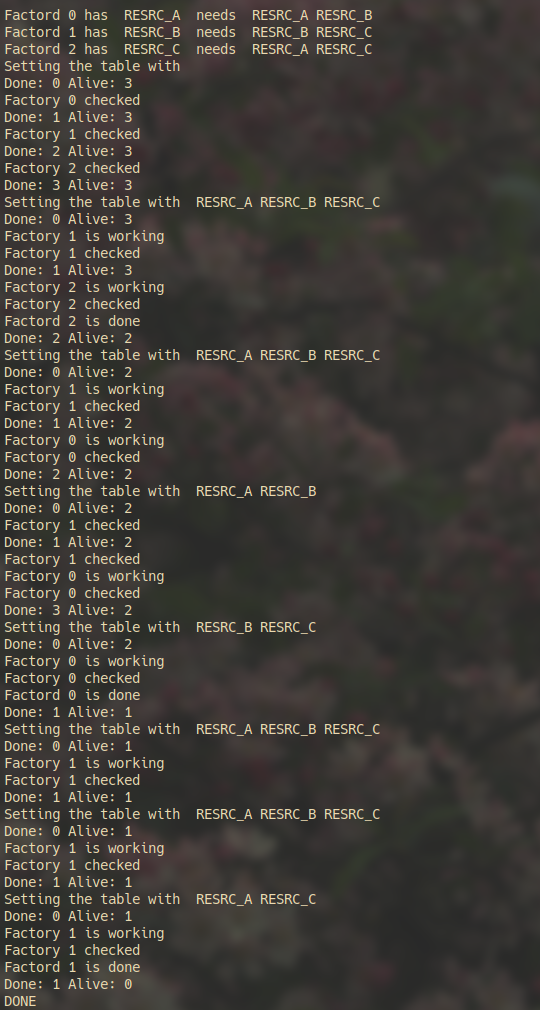 Factord 0 has  RESRC_A  needs  RESRC_A RESRC_B
Factord 1 has  RESRC_B  needs  RESRC_B RESRC_C
Factord 2 has  RESRC_C  needs  RESRC_A RESRC_C
Setting the table with
Done: 0 Alive: 3
Factory 0 checked
Done: 1 Alive: 3
Factory 1 checked
Done: 2 Alive: 3
Factory 2 checked
Done: 3 Alive: 3
Setting the table with  RESRC_A RESRC_B RESRC_C
Done: 0 Alive: 3
Factory 1 is working
Factory 1 checked
Done: 1 Alive: 3
Factory 2 is working
Factory 2 checked
Factord 2 is done
Done: 2 Alive: 2
Setting the table with  RESRC_A RESRC_B RESRC_C
Done: 0 Alive: 2
Factory 1 is working
Factory 1 checked
Done: 1 Alive: 2
Factory 0 is working
Factory 0 checked
Done: 2 Alive: 2
Setting the table with  RESRC_A RESRC_B
Done: 0 Alive: 2
Factory 1 checked
Done: 1 Alive: 2
Factory 1 checked
Factory 0 is working
Factory 0 checked
Done: 3 Alive: 2
Setting the table with  RESRC_B RESRC_C
Done: 0 Alive: 2
Factory 0 is working
Factory 0 checked
Factord 0 is done
Done: 1 Alive: 1
Setting the table with  RESRC_A RESRC_B RESRC_C
Done: 0 Alive: 1
Factory 1 is working
Factory 1 checked
Done: 1 Alive: 1
Setting the table with  RESRC_A RESRC_B RESRC_C
Done: 0 Alive: 1
Factory 1 is working
Factory 1 checked
Done: 1 Alive: 1
Setting the table with  RESRC_A RESRC_C
Done: 0 Alive: 1
Factory 1 is working
Factory 1 checked
Factord 1 is done
Done: 1 Alive: 0
DONE